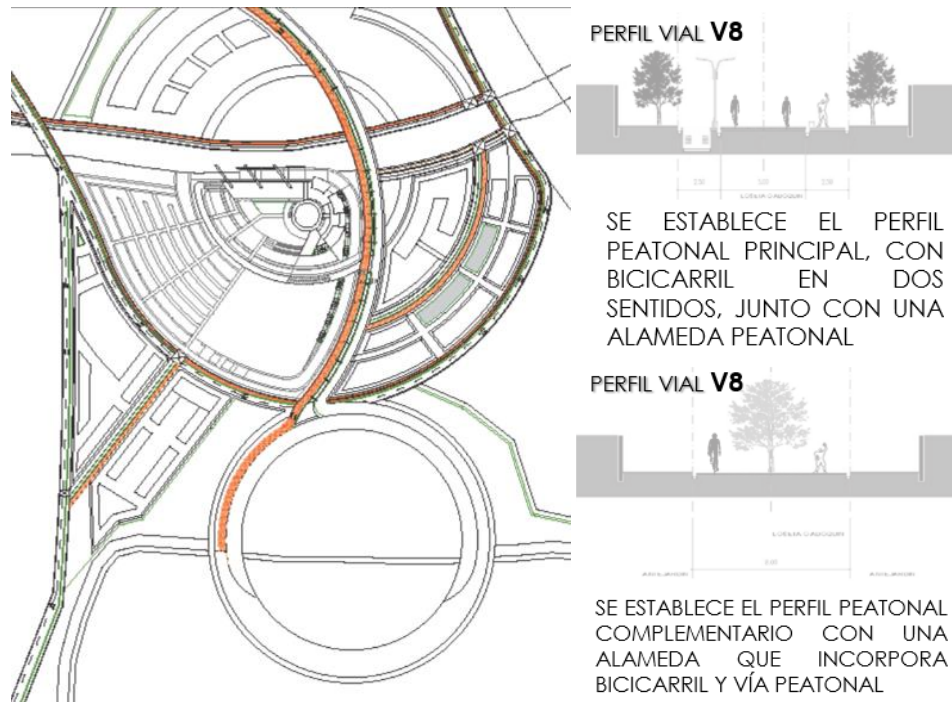 PERFIL VIAL V8
SE ESTABLECE EL PERFIL
PEATONAL PRINCIPAL, CON
BICICARRIL EN DOS
SENTIDOS, JUNTO CON UNA
ALAMEDA PEATONAL
PERFIL VIAL V8
SE ESTABLECE EL PERFIL PEATONAL
COMPLEMENTARIO CON UNA
ALAMEDA QUE INCORPORA
BICICARRIL Y VÍA PEATONAL